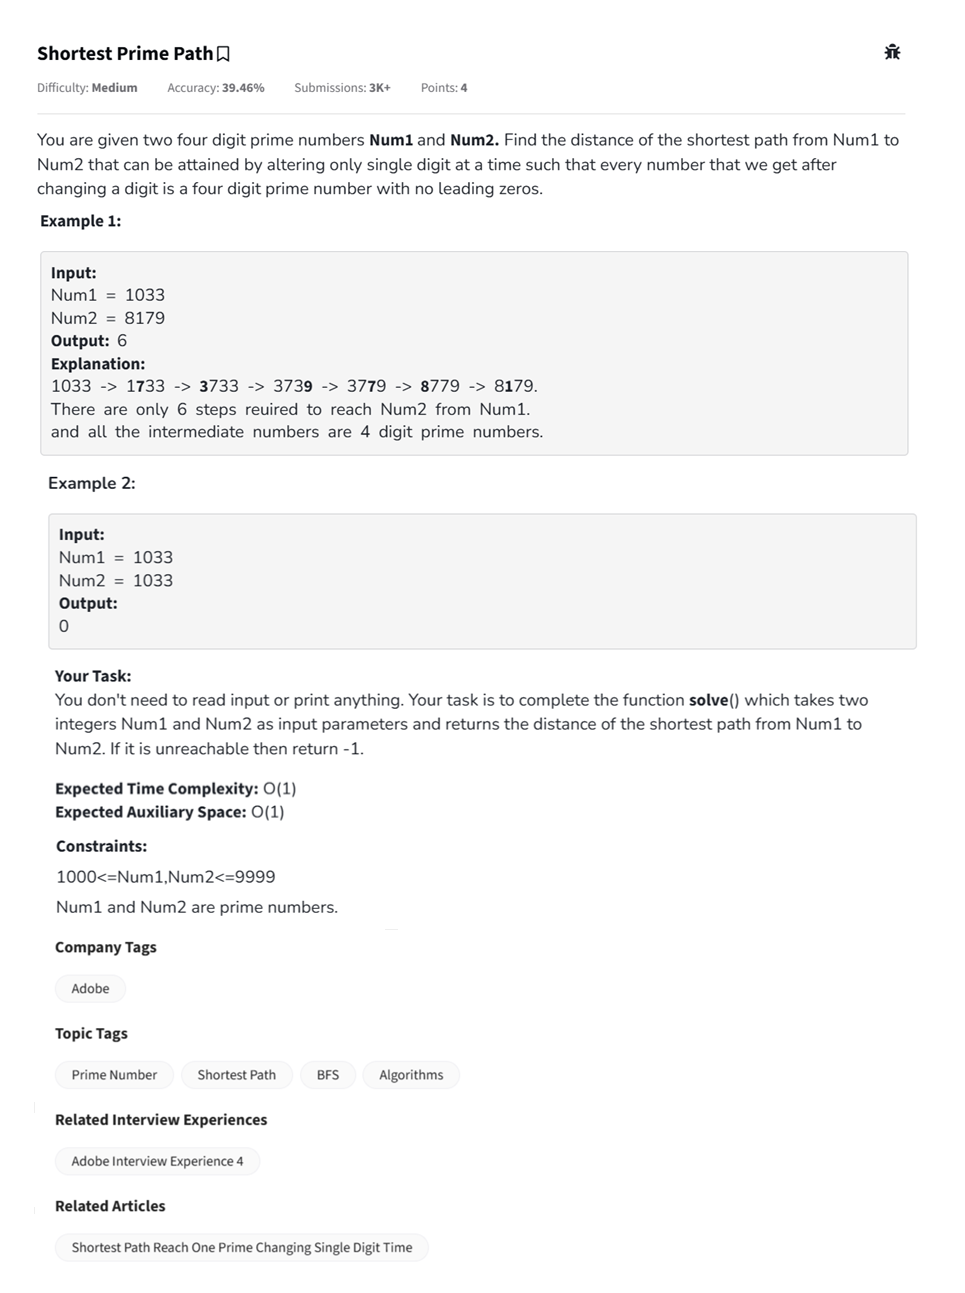 Shortest Prime Path
Difficulty: Medium Accuracy: 39.46% Submissions: 3K+ Points: 4
You are given two four digit prime numbers Num1 and Num2. Find the distance of the shortest path from Num1 to
Num2 that can be attained by altering only single digit at a time such that every number that we get after
changing a digit is a four digit prime number with no leading zeros.
Example 1:
Input:
Num1 = 1033
Num2 = 8179
Output: 6
Explanation:
1033 -> 1733 -> 3733 -> 3739 -> 3779 -> 8779 -> 8179.
There are only 6 steps reuired to reach Num2 from Num1.
and all the intermediate numbers are 4 digit prime numbers.
Example 2:
Input:
Num1 = 1033
Num2 = 1033
Output:
0
Your Task:
You don't need to read input or print anything. Your task is to complete the function solve() which takes two
integers Num1 and Num2 as input parameters and returns the distance of the shortest path from Num1 to
Num2. If it is unreachable then return -1.
Expected Time Complexity: O(1)
Expected Auxiliary Space: O(1)
Constraints:
1000<=Num1,Num2<=9999
Num1 and Num2 are prime numbers.
Company Tags
Adobe
Topic Tags
Prime Number Shortest Path BFS Algorithms
Related Interview Experiences
Adobe Interview Experience 4
Related Articles
Shortest Path Reach One Prime Changing Single Digit Time